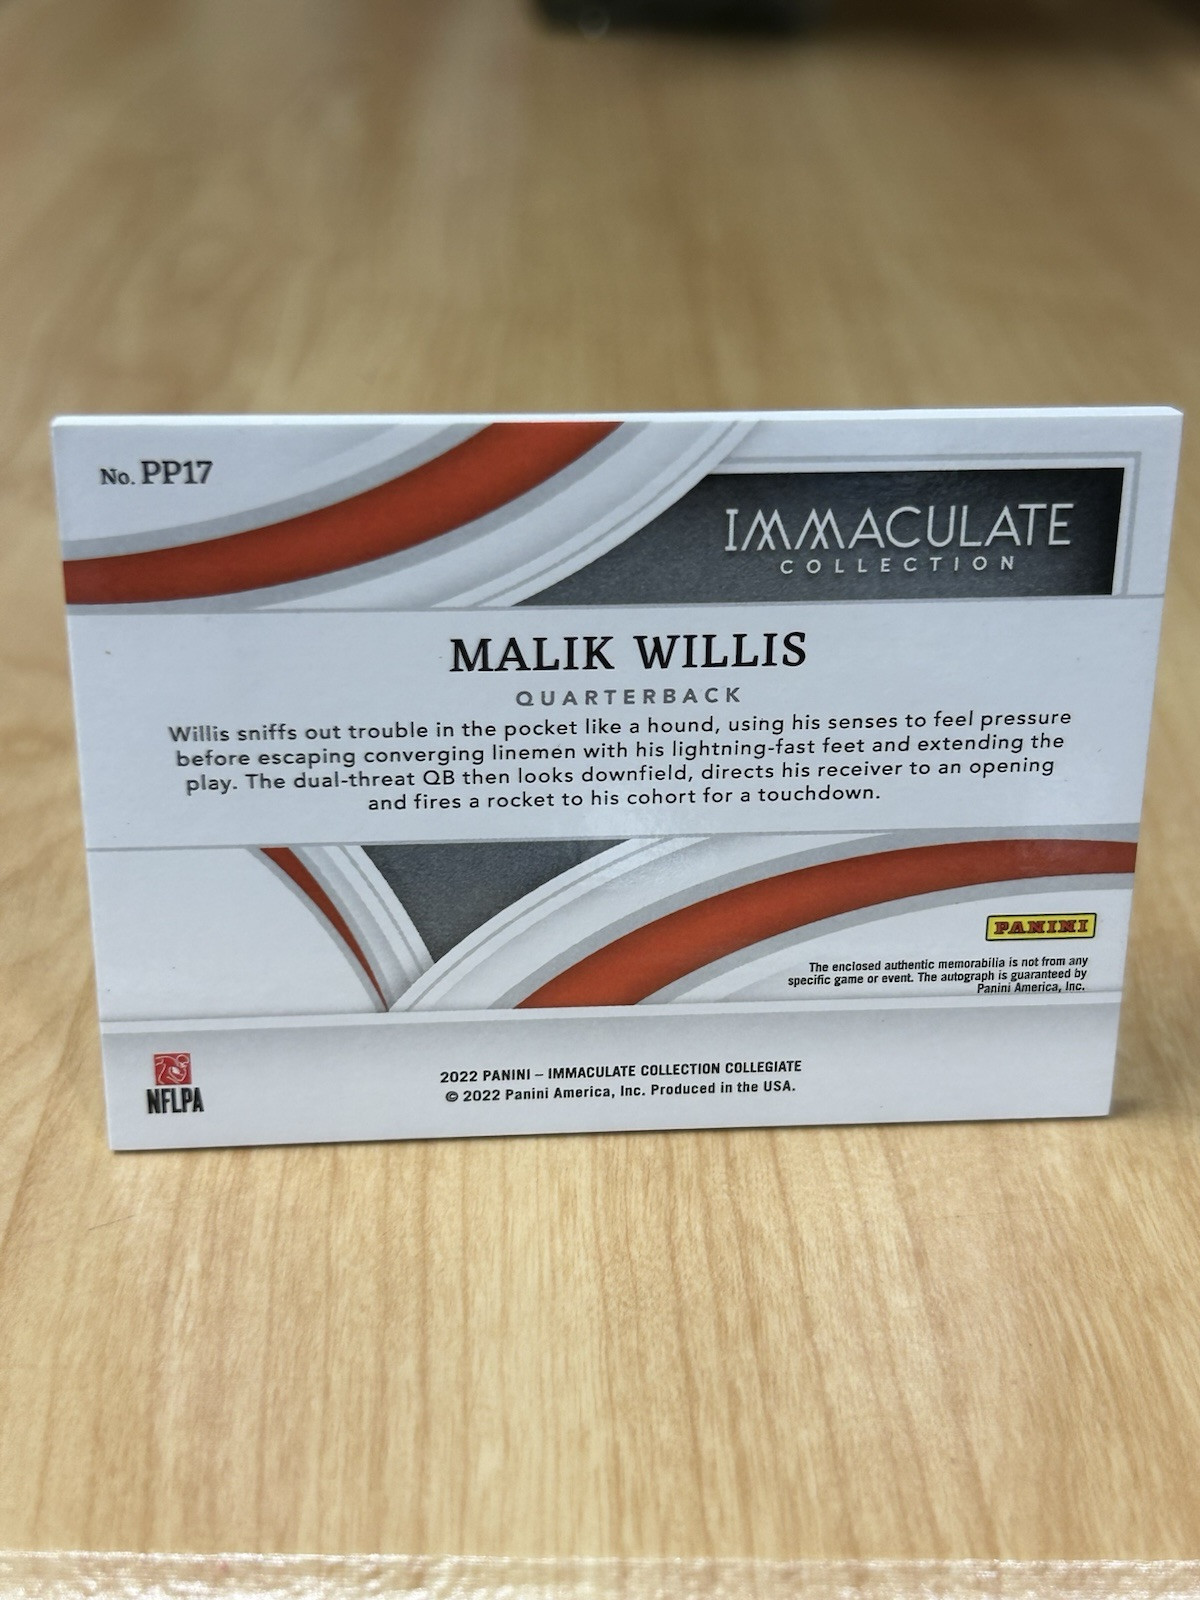 No. PP17
IMMACULATE
COLLECTION
MALIK WILLIS
QUARTERBACK
Willis sniffs out trouble in the pocket like a hound, using his senses to feel pressure
before escaping converging linemen with his lightning-fast feet and extending the
play. The dual-threat QB then looks downfield, directs his receiver to an opening
and fires a rocket to his cohort for a touchdown.
PANINI
The enclosed authentic memorabilia is not from any
specific game or event. The autograph is guaranteed by
Panini America, Inc.
NFLPA
2022 PANINI – IMMACULATE COLLECTION COLLEGIATE
© 2022 Panini America, Inc. Produced in the USA.